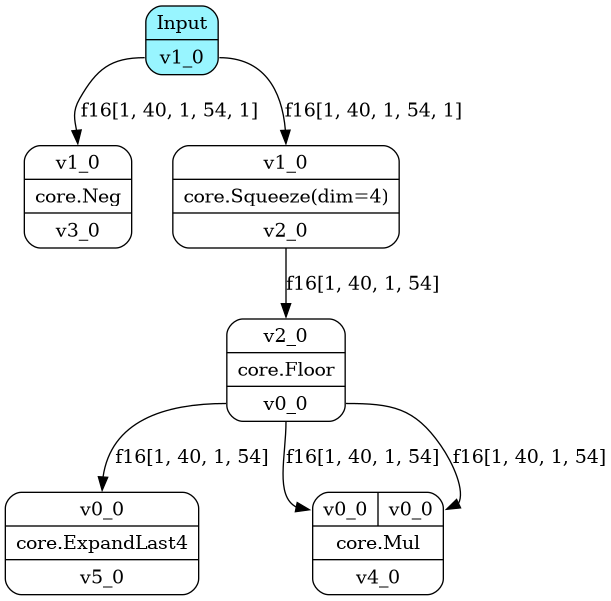 Input
v1_0
f16[1, 40, 1, 54, 1]
f16[1, 40, 1, 54, 1]
v1_0
core.Neg
v3_0
v1_0
core.Squeeze(dim=4)
v2_0
f16[1, 40, 1, 54]
v2_0
core.Floor
v0_0
f16[1, 40, 1, 54]
f16[1, 40, 1, 54]
f16[1, 40, 1, 54]
v0_0
core.ExpandLast4
v5_0
v0_0 v0_0
core.Mul
v4_0